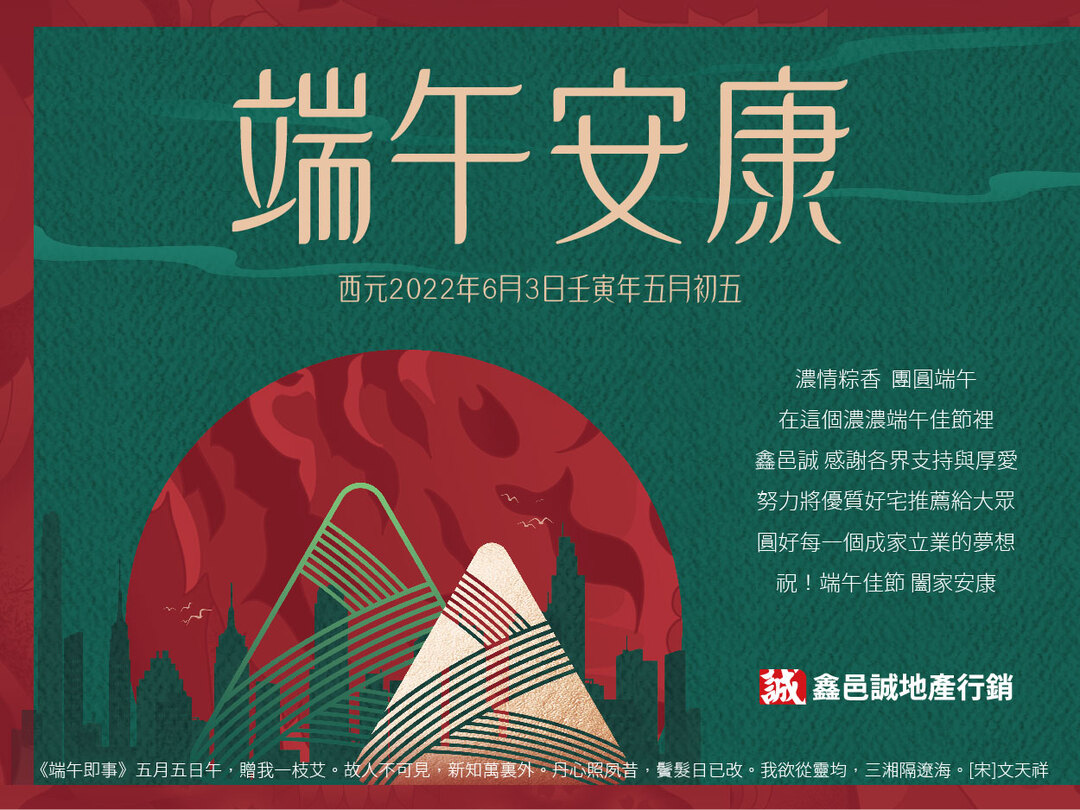 端午安康
西元2022年6月3日壬寅年五月初五
濃情粽香 團圓端午
在這個濃濃端午佳節裡
鑫邑誠 感謝各界支持與厚愛
努力將優質好宅推薦給大眾
圓好每一個成家立業的夢想
祝！端午佳節 闔家安康
誠 鑫邑誠地產行銷
《端午即事》五月五日午，贈我一枝艾。故人不可見，新知萬裏外。丹心照夙昔，鬢髮日已改。我欲從靈均，三湘隔遼海。[宋]文天祥